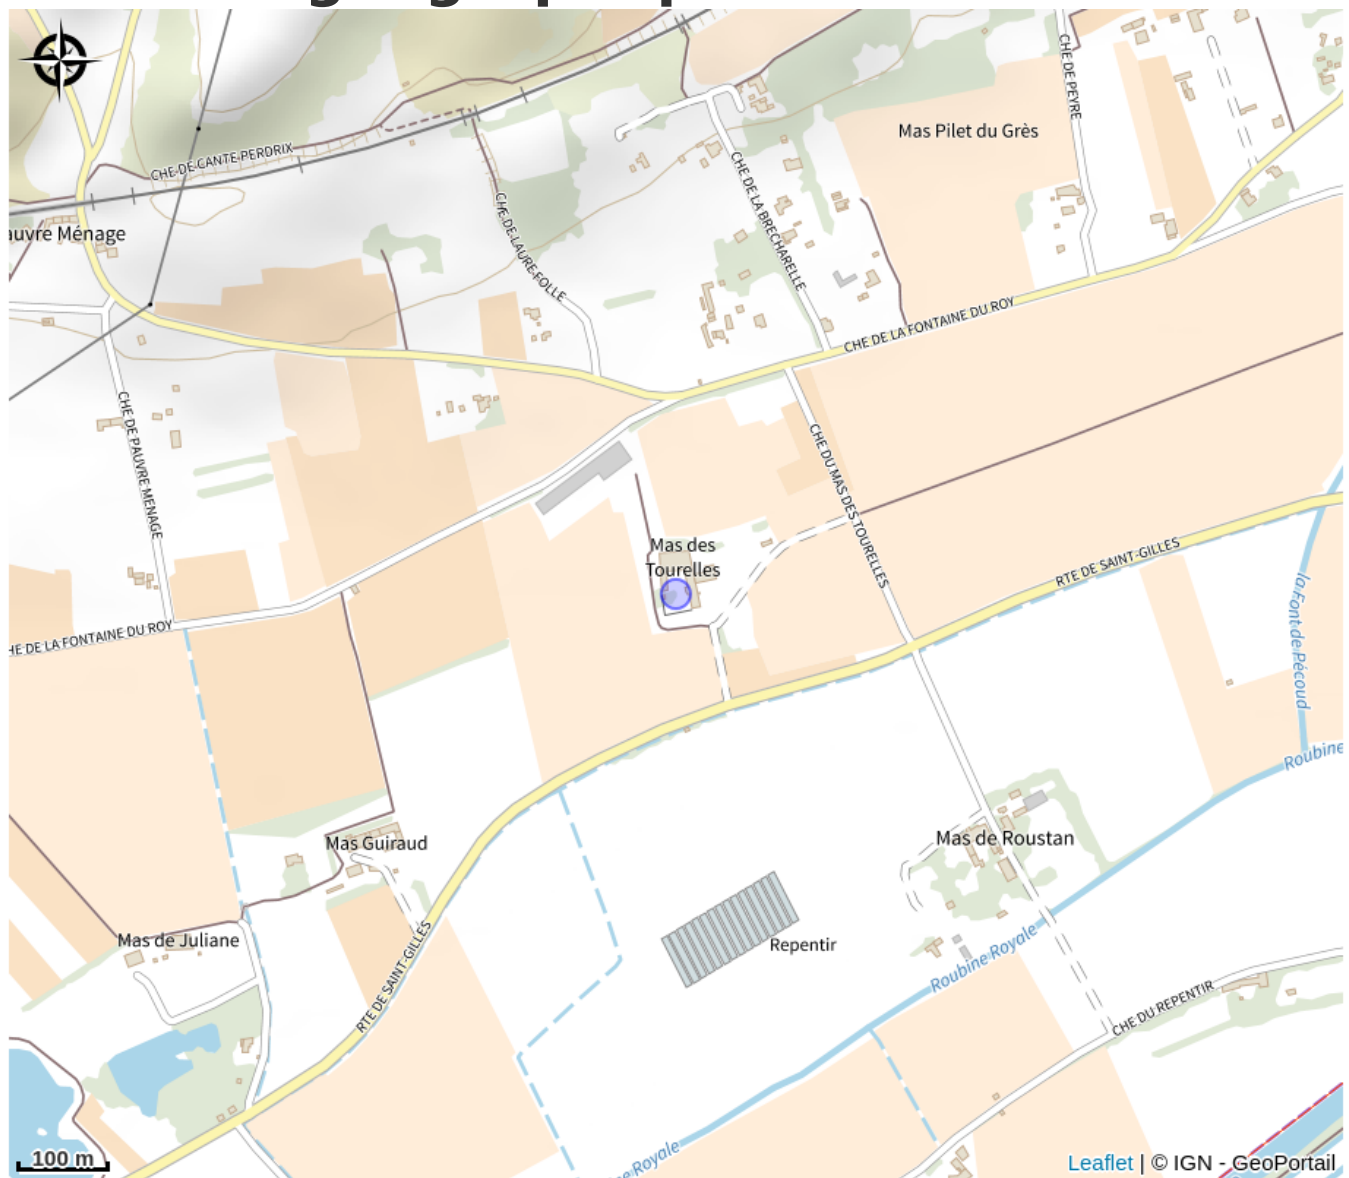 CHE DE PEYRE
Mas Pilet du Grès
CHE DE CANTE PERDRIX
CHE DE LA BRECHARELLE
CHE DE LAURE FOLLE
auvre Ménage
CHE DE LA FONTAINE DU ROY
CHE DE PAUVRE MENAGE
CHE DU MAS DES TOURELLES
Mas des
Tourelles
RTE DE SAINT-GILLES
la Font de Pécoud
HE DE LA FONTAINE DU ROY
Roubine
Mas Guiraud
Mas de Roustan
Mas de Juliane
Repentir
RTE DE SAINT-GILLES
Roubine Royale
CHE DU REPENTIR
ne Royale
100 m
Leaflet | © IGN - GeoPortail